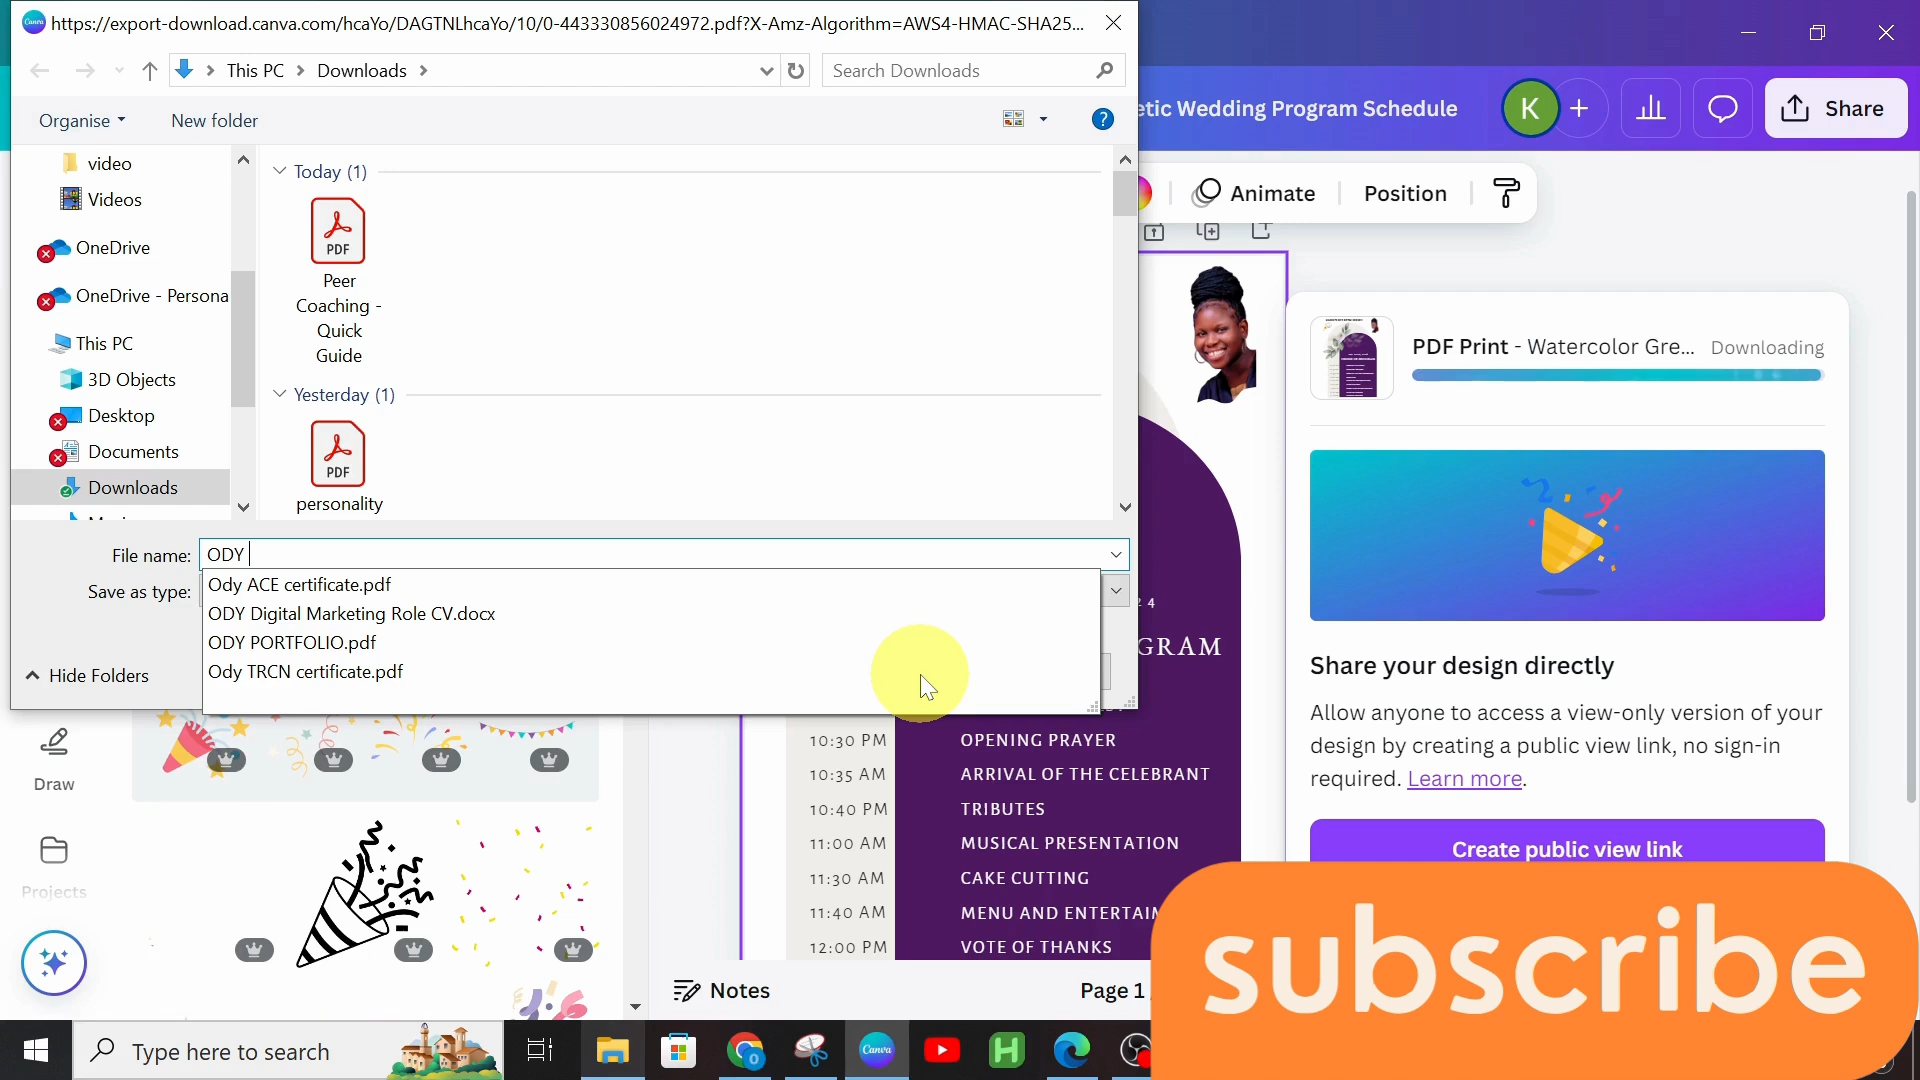 Canva
https://export-download.canva.com/hcaYo/DAGTNLhcaYo/10/0-443330856024972.pdf?X-Amz-Algorithm=AWS4-HMAC-SHA25...
This PC
Downloads
Search Downloads
Organise
New folder
etic Wedding Program Schedule
K
Share
Animate
Position
video
Videos
OneDrive
OneDrive - Persona
This PC
3D Objects
Desktop
Documents
Downloads
Today (1)
PDF
Peer
Coaching -
Quick
Guide
Yesterday (1)
PDF
personality
File name:
ODY
Save as type:
Ody ACE certificate.pdf
ODY Digital Marketing Role CV.docx
ODY PORTFOLIO.pdf
Ody TRCN certificate.pdf
Hide Folders
PDF Print - Watercolor Gre...
Downloading
Share your design directly
Allow anyone to access a view-only version of your
design by creating a public view link, no sign-in
required. Learn more.
Create public view link
24
GRAM
10:30 PM OPENING PRAYER
10:35 AM ARRIVAL OF THE CELEBRANT
10:40 PM TRIBUTES
11:00 AM MUSICAL PRESENTATION
11:30 AM CAKE CUTTING
11:40 AM MENU AND ENTERTAIN
12:00 PM VOTE OF THANKS
Draw
Projects
Notes
Page 1
subscribe
Type here to search
Canva